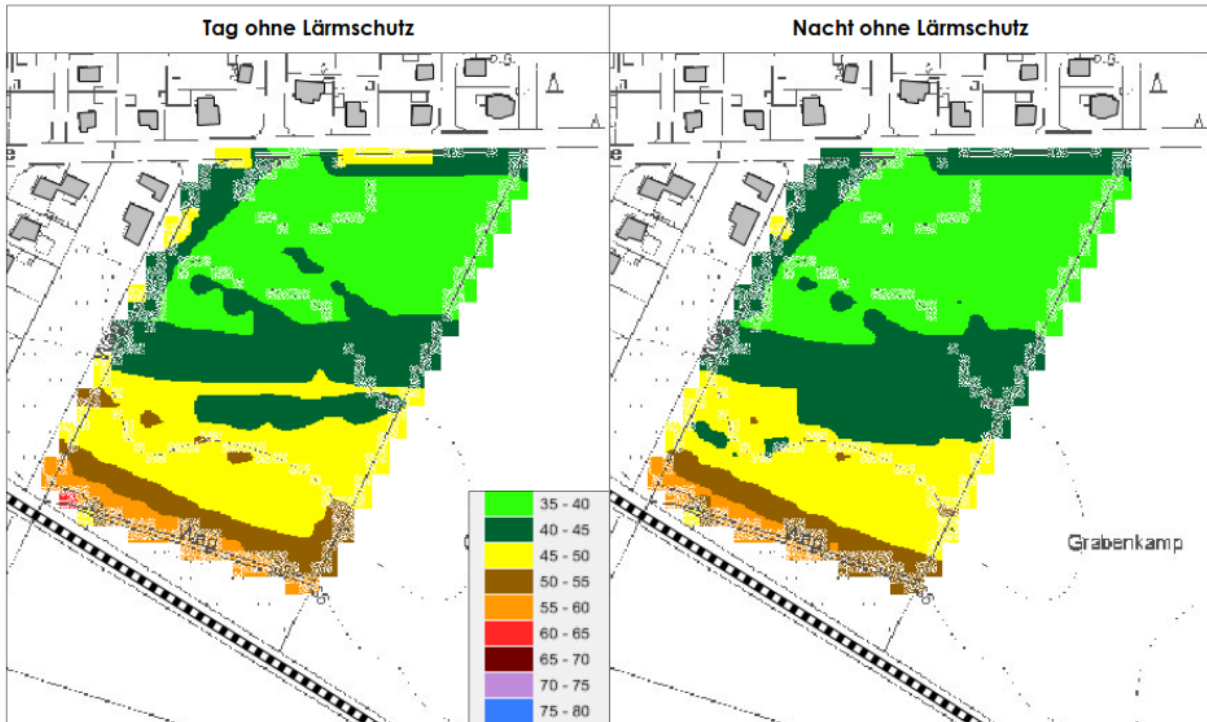 Tag ohne Lärmschutz
Nacht ohne Lärmschutz
35 - 40
40 - 45
45 - 50
50 - 55
55 - 60
60 - 65
65 - 70
70 - 75
75 - 80
Grabenkamp